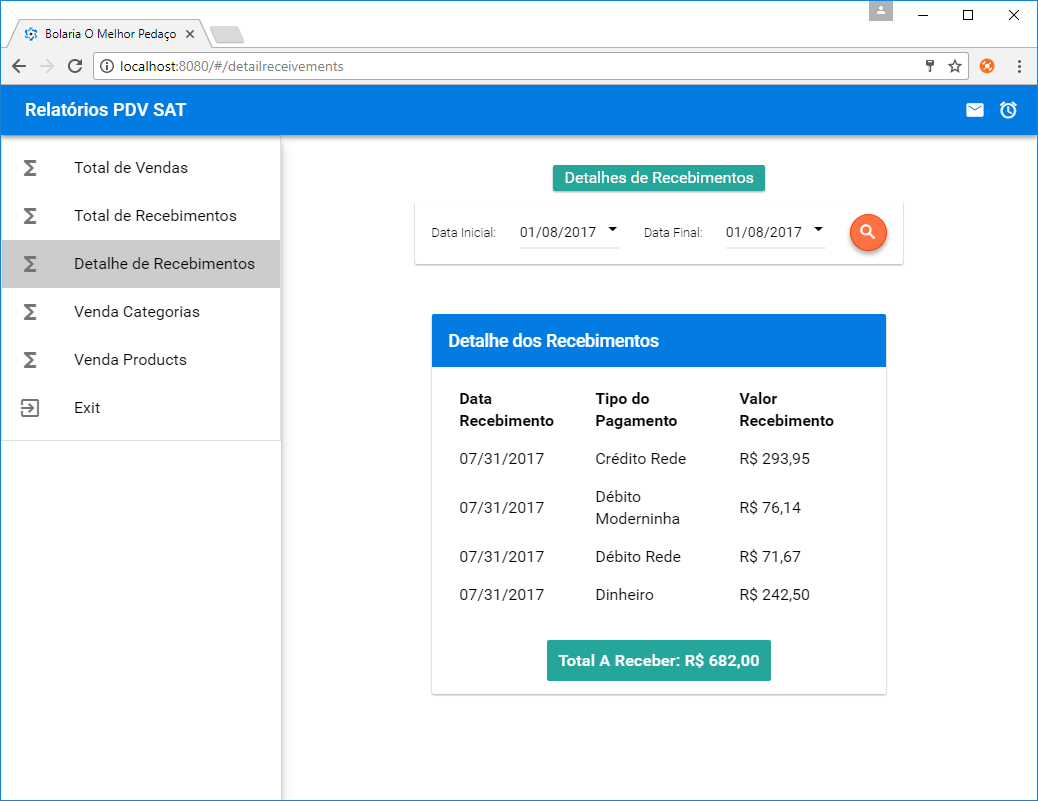 Bolaria O Melhor Pedaço
localhost:8080/#/detailreceivements
Relatórios PDV SAT
Total de Vendas
Total de Recebimentos
Detalhe de Recebimentos
Venda Categorias
Venda Products
Exit
Detalhes de Recebimentos
Data Inicial: 01/08/2017 Data Final: 01/08/2017
Detalhe dos Recebimentos
Data Recebimento
Tipo do Pagamento
Valor Recebimento
07/31/2017 Crédito Rede R$ 293,95
07/31/2017 Débito Moderninha R$ 76,14
07/31/2017 Débito Rede R$ 71,67
07/31/2017 Dinheiro R$ 242,50
Total A Receber: R$ 682,00